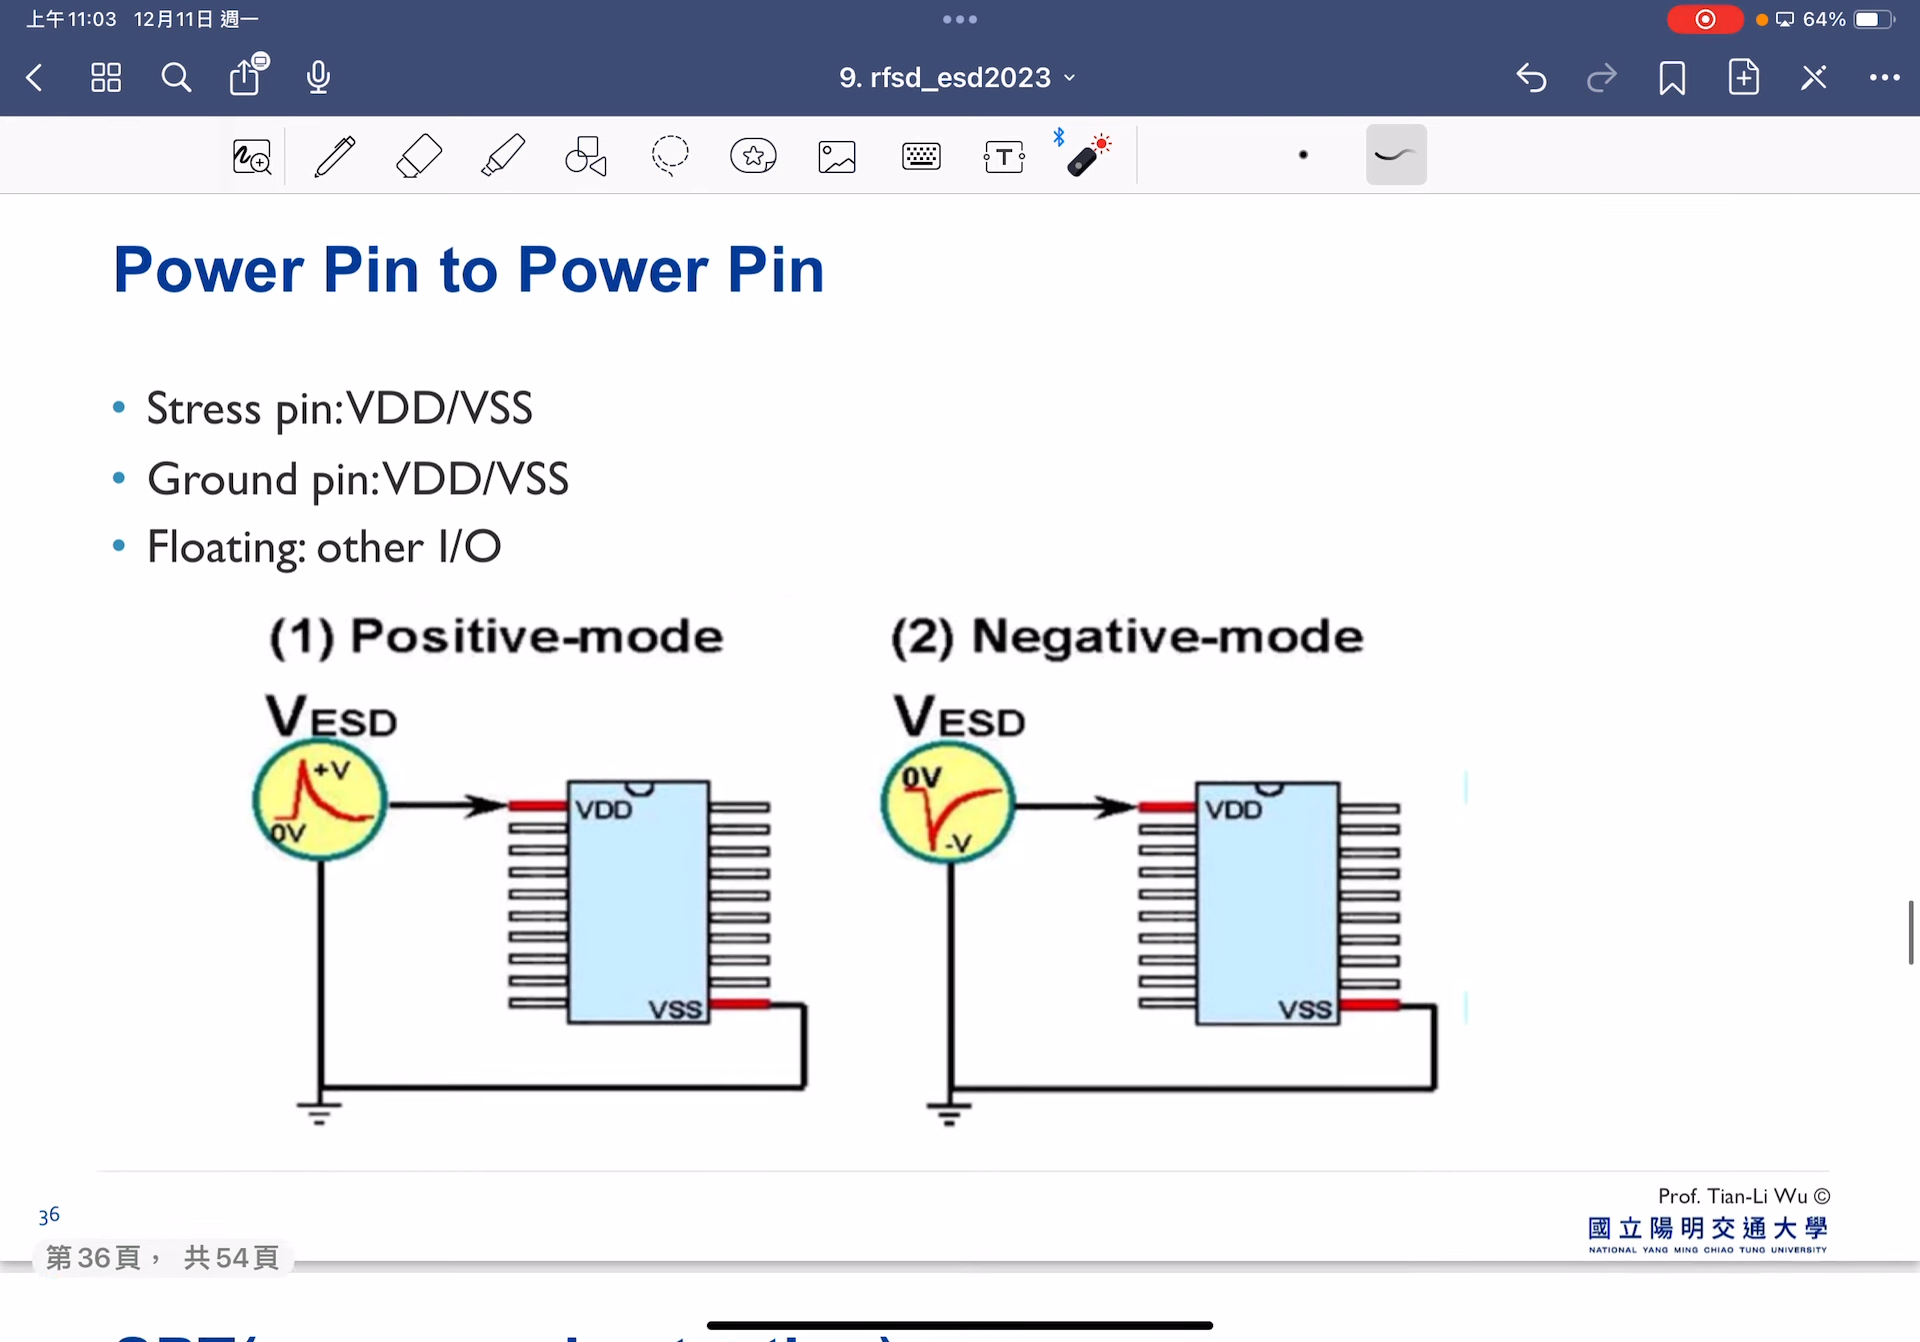 上午11:03 12月11日 週一
64%
9. rfsd_esd2023
T
Power Pin to Power Pin
• Stress pin:VDD/VSS
• Ground pin:VDD/VSS
• Floating: other I/O
(1) Positive-mode
(2) Negative-mode
VESD
VESD
+V
0V
VDD
VSS
0V
-V
VDD
VSS
Prof. Tian-Li Wu ©
36
國立陽明交通大學
NATIONAL YANG MING CHIAO TUNG UNIVERSITY
第36頁， 共54頁